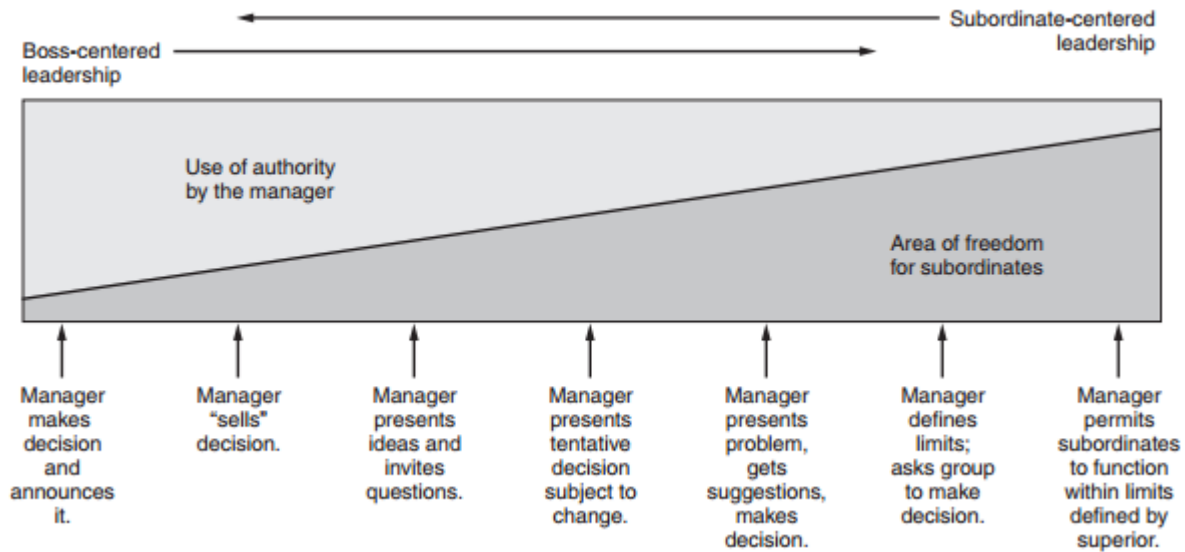 Subordinate-centered
leadership
Boss-centered
leadership
Use of authority
by the manager
Area of freedom
for subordinates
Manager
makes
decision
and
announces
it.
Manager
“sells”
decision.
Manager
presents
ideas and
invites
questions.
Manager
presents
tentative
decision
subject to
change.
Manager
presents
problem,
gets
suggestions,
makes
decision.
Manager
defines
limits;
asks group
to make
decision.
Manager
permits
subordinates
to function
within limits
defined by
superior.